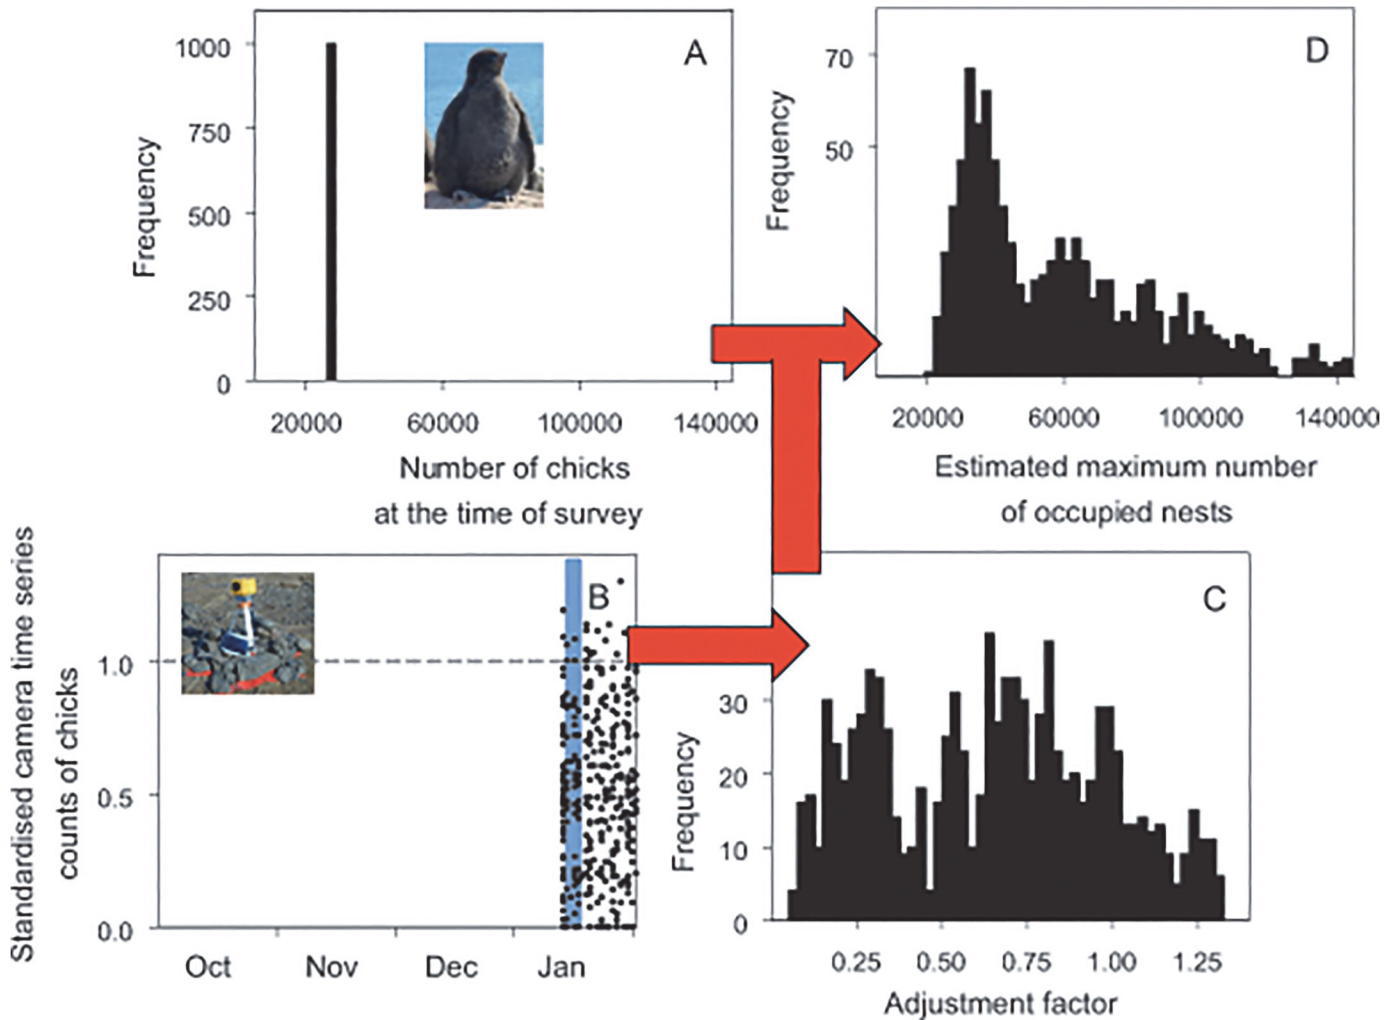 A
1000
750
500
250
0
Frequency
20000 60000 100000 140000
Number of chicks
at the time of survey
D
70
50
Frequency
20000 60000 100000 140000
Estimated maximum number
of occupied nests
B
1.0
0.5
0.0
Standardised camera time series
counts of chicks
Oct Nov Dec Jan
C
30
20
10
0
Frequency
0.25 0.50 0.75 1.00 1.25
Adjustment factor